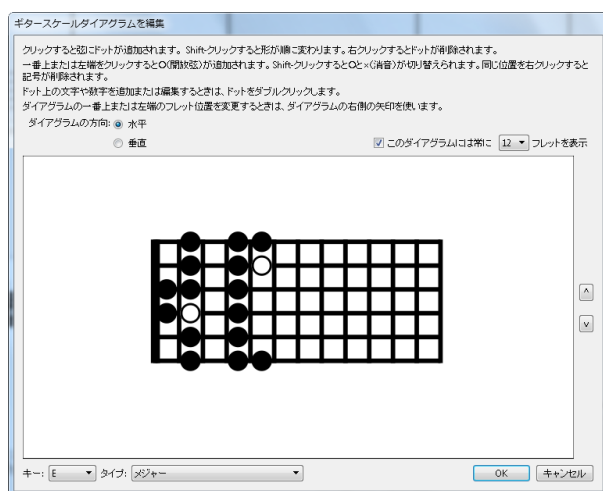 ギタースケールダイアグラムを編集
クリックすると弦にドットが追加されます。Shift-クリックすると形が順に変わります。右クリックするとドットが削除されます。
一番上または左端をクリックするとO(開放弦)が追加されます。Shift-クリックするとOと×(消音)が切り替えられます。同じ位置を右クリックすると
記号が削除されます。
ドット上の文字や数字を追加または編集するときは、ドットをダブルクリックします。
ダイアグラムの一番上または左端のフレット位置を変更するときは、ダイアグラムの右側の矢印を使います。
ダイアグラムの方向: 水平
垂直 このダイアグラムには常に 12 フレットを表示
キー: E タイプ: メジャー OK キャンセル